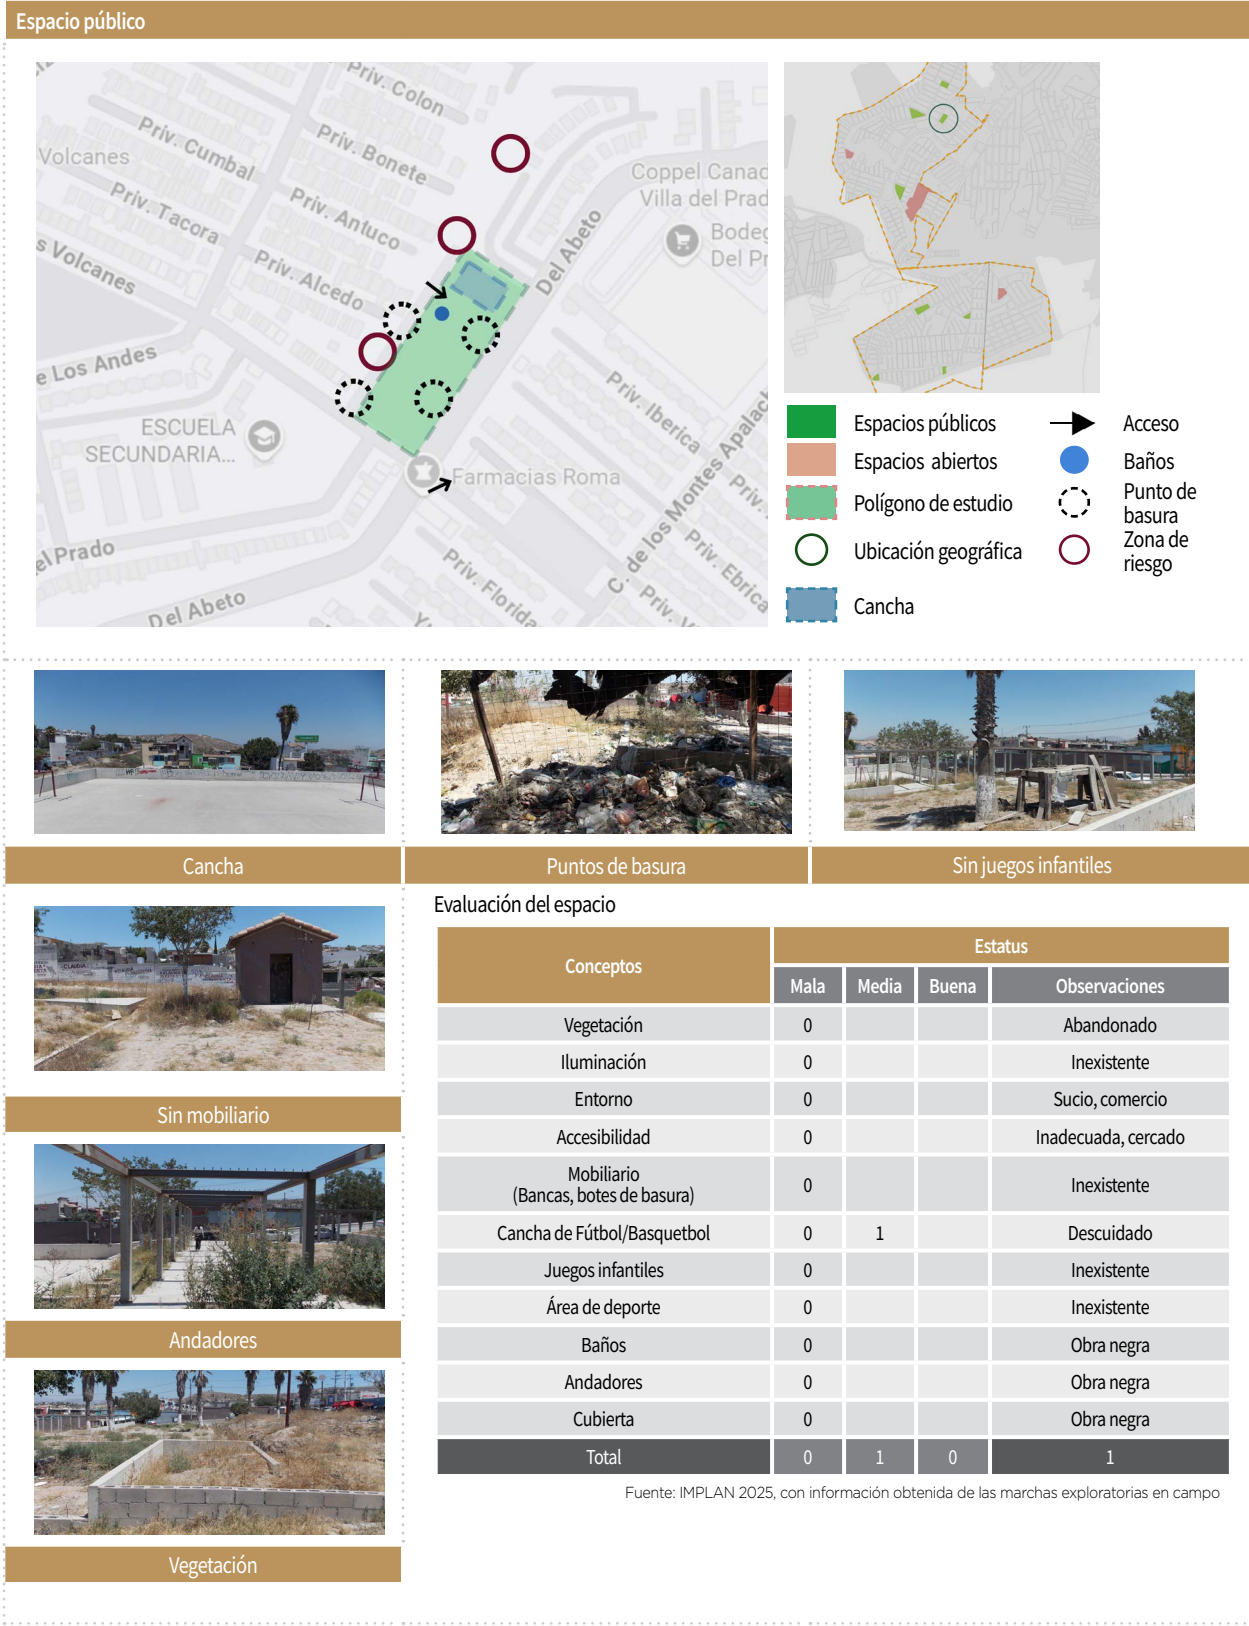 Espacio público
Priv. Colon
Priv. Cumbal
Priv. Bonete
Volcanes
Priv. Tacora
Priv. Antuco
s Volcanes
Priv. Alcedo
Coppel Canad
Villa del Prad
Bodeg
Del Pr
Del Abeto
e Los Andes
ESCUELA
SECUNDARIA...
Farmacias Roma
Priv. Iberica
C. de los Montes Apalac
Priv.
Priv. Ebrica
Priv. Florida
el Prado
Del Abeto
Espacios públicos
Acceso
Espacios abiertos
Baños
Polígono de estudio
Punto de
basura
Ubicación geográfica
Zona de
riesgo
Cancha
Cancha
Puntos de basura
Sin juegos infantiles
Sin mobiliario
Andadores
Vegetación
Evaluación del espacio
Conceptos Estatus
Mala Media Buena Observaciones
Vegetación 0 Abandonado
Iluminación 0 Inexistente
Entorno 0 Sucio, comercio
Accesibilidad 0 Inadecuada, cercado
Mobiliario
(Bancas, botes de basura) 0 Inexistente
Cancha de Fútbol/Basquetbol 0 1 Descuidado
Juegos infantiles 0 Inexistente
Área de deporte 0 Inexistente
Baños 0 Obra negra
Andadores 0 Obra negra
Cubierta 0 Obra negra
Total 0 1 0 1
Fuente: IMPLAN 2025, con información obtenida de las marchas exploratorias en campo